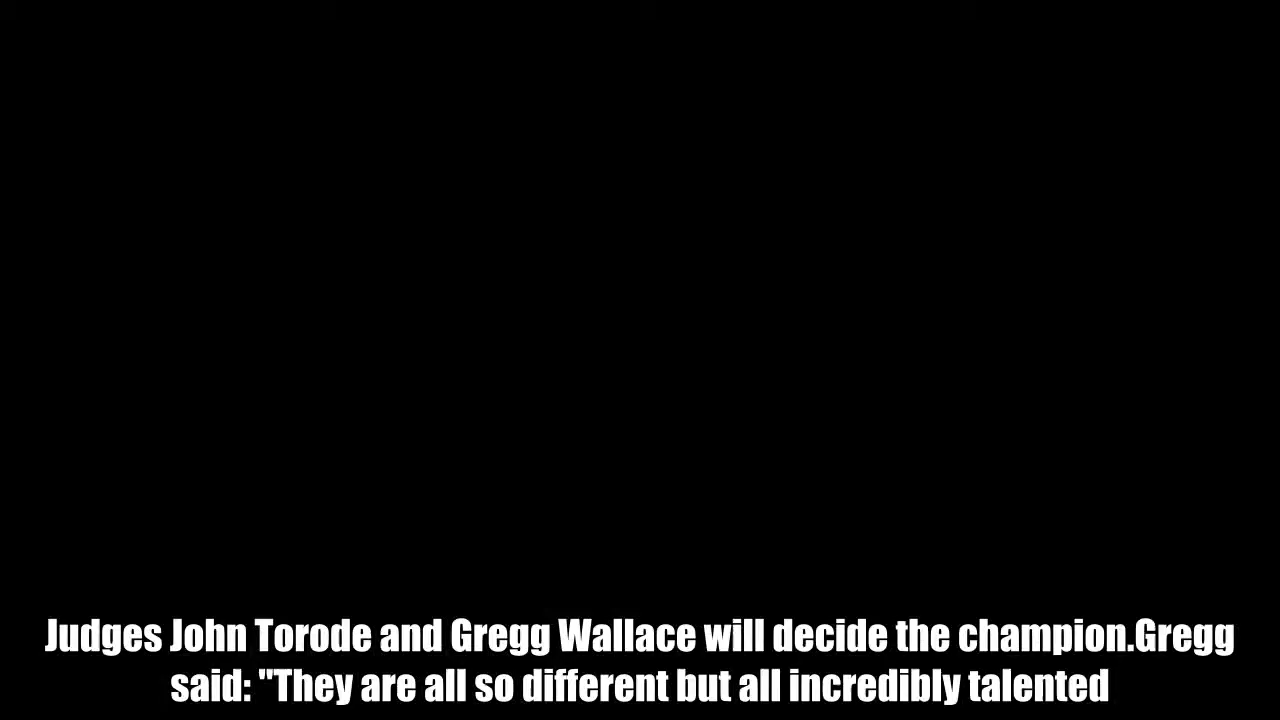 Judges John Torode and Gregg Wallace will decide the champion.Gregg
said: "They are all so different but all incredibly talented